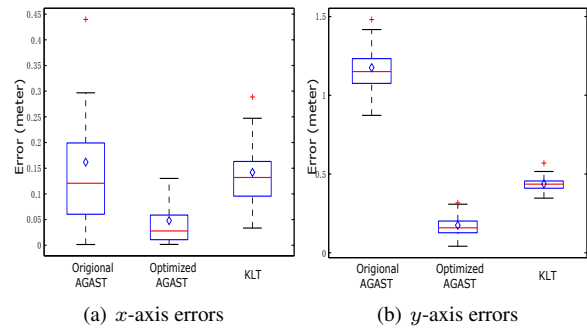 0.45
0.4
0.35
0.3
0.25
0.2
0.15
0.1
0.05
0
Error (meter)
Origional AGAST
Optimized AGAST
KLT
(a) x-axis errors
1.5
1
0.5
0
Error (meter)
Original AGAST
Optimized AGAST
KLT
(b) y-axis errors